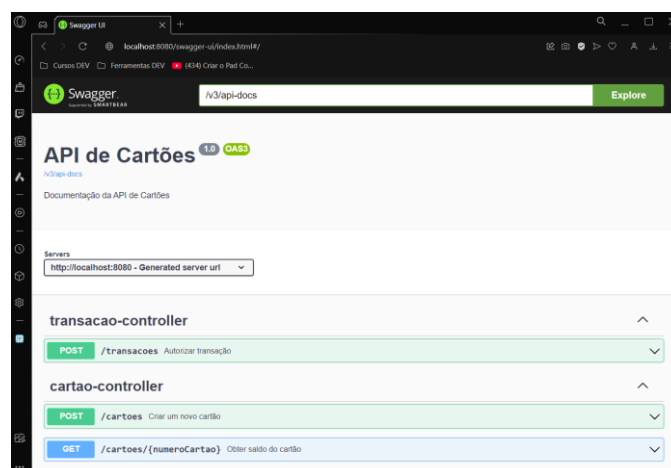 Swagger UI
localhost:8080/swagger-ui/index.html#/
Cursos DEV Ferramentas DEV (434) Criar o Pad Co...
Swagger.
Supported by SMARTBEAR
/v3/api-docs
Explore
API de Cartões 1.0 OAS3
/v3/api-docs
Documentação da API de Cartões
Servers
http://localhost:8080 - Generated server url
transacao-controller
POST /transacoes Autorizar transação
cartao-controller
POST /cartoes Criar um novo cartão
GET /cartoes/{numeroCartao} Obter saldo do cartão